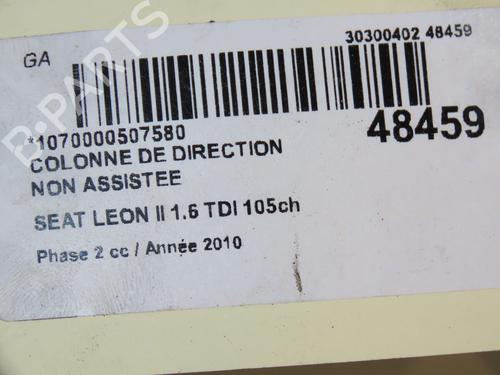 GA
30300402 48459
*1070000507580
48459
COLONNE DE DIRECTION
NON ASSISTEE
SEAT LEON II 1.6 TDI 105ch
Phase 2 cc / Année 2010
B-PARTS